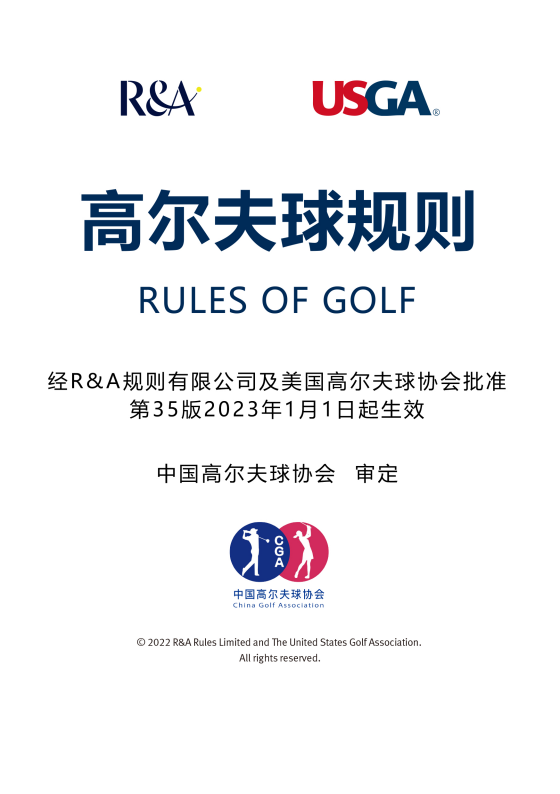 R&A
USGA®
高尔夫球规则
RULES OF GOLF
经R&A规则有限公司及美国高尔夫球协会批准
第35版2023年1月1日起生效
中国高尔夫球协会 审定
CGA
中国高尔夫球协会
China Golf Association
© 2022 R&A Rules Limited and The United States Golf Association.
All rights reserved.